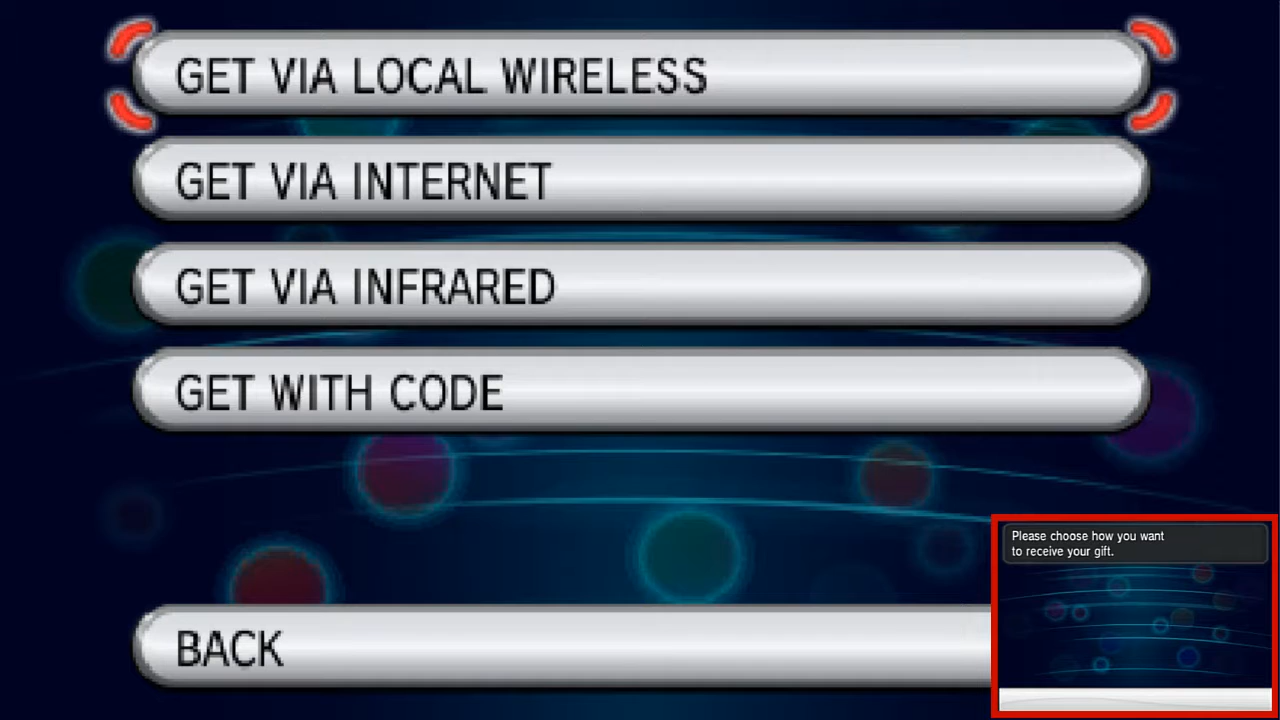 GET VIA LOCAL WIRELESS
GET VIA INTERNET
GET VIA INFRARED
GET WITH CODE
BACK
Please choose how you want
to receive your gift.